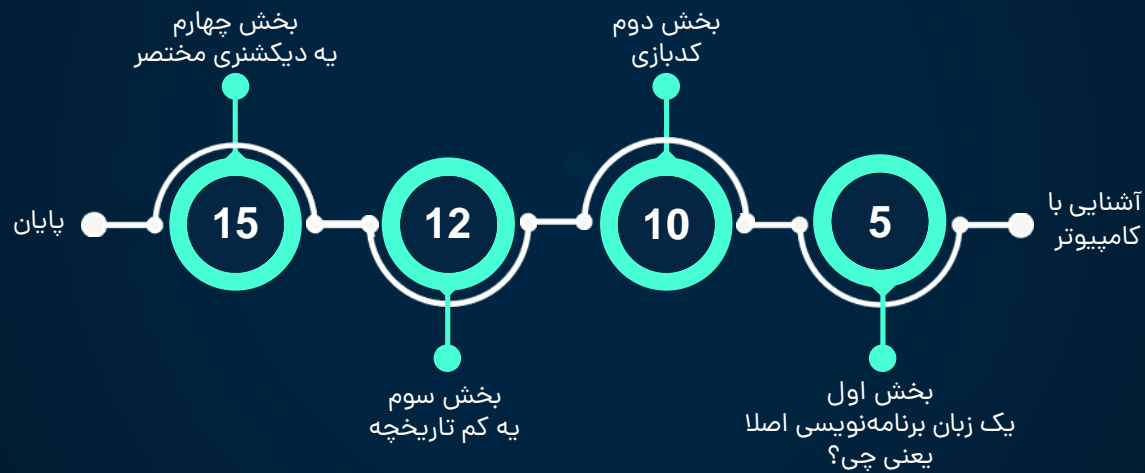 آشنایی با
کامپیوتر
5
بخش اول
یک زبان برنامه‌نویسی اصلا
یعنی چی؟
بخش دوم
کدبازی
10
12
بخش سوم
یه کم تاریخچه
بخش چهارم
یه دیکشنری مختصر
15
پایان